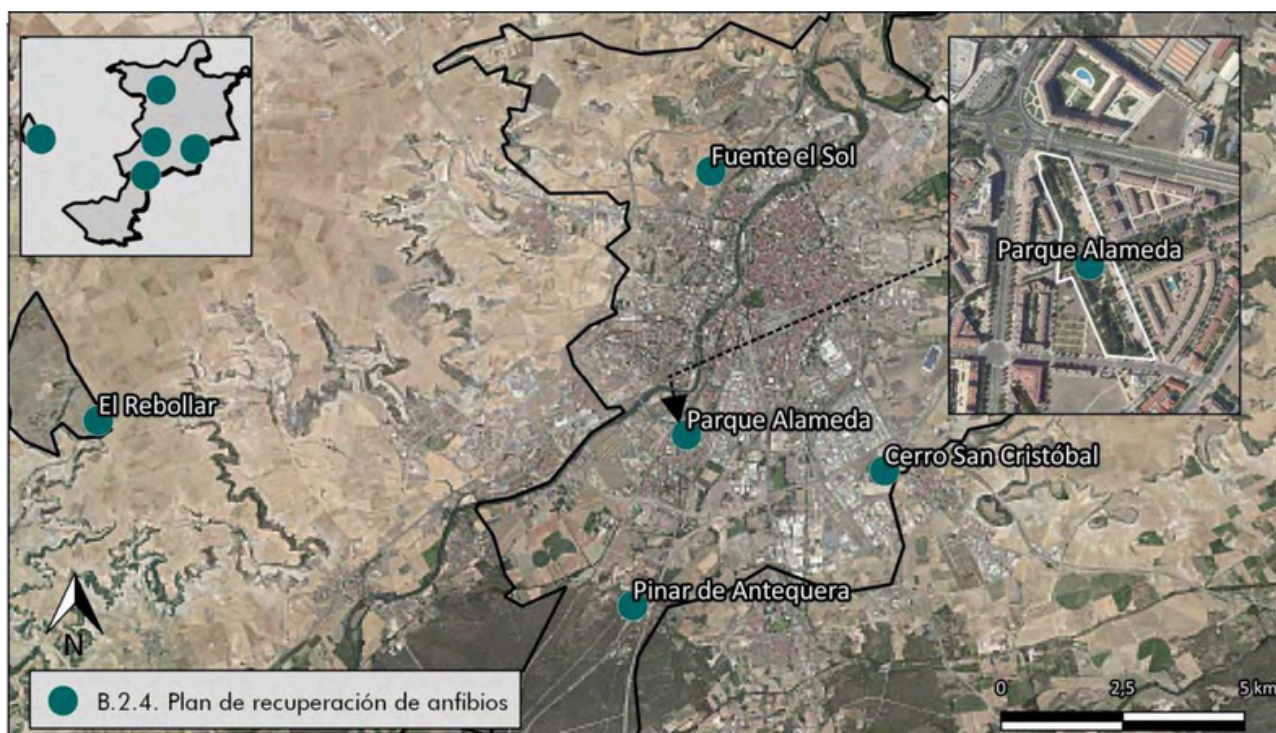 Fuente el Sol
Parque Alameda
El Rebollar
Parque Alameda
Cerro San Cristóbal
Pinar de Antequera
N
B.2.4. Plan de recuperación de anfibios
0 2,5 5 km